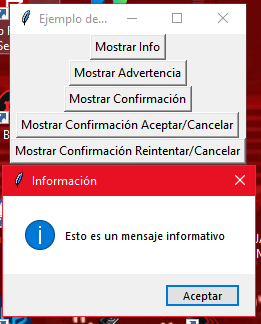 Ejemplo de...
Mostrar Info
Mostrar Advertencia
Mostrar Confirmación
Mostrar Confirmación Aceptar/Cancelar
Mostrar Confirmación Reintentar/Cancelar
Información
Esto es un mensaje informativo
Aceptar